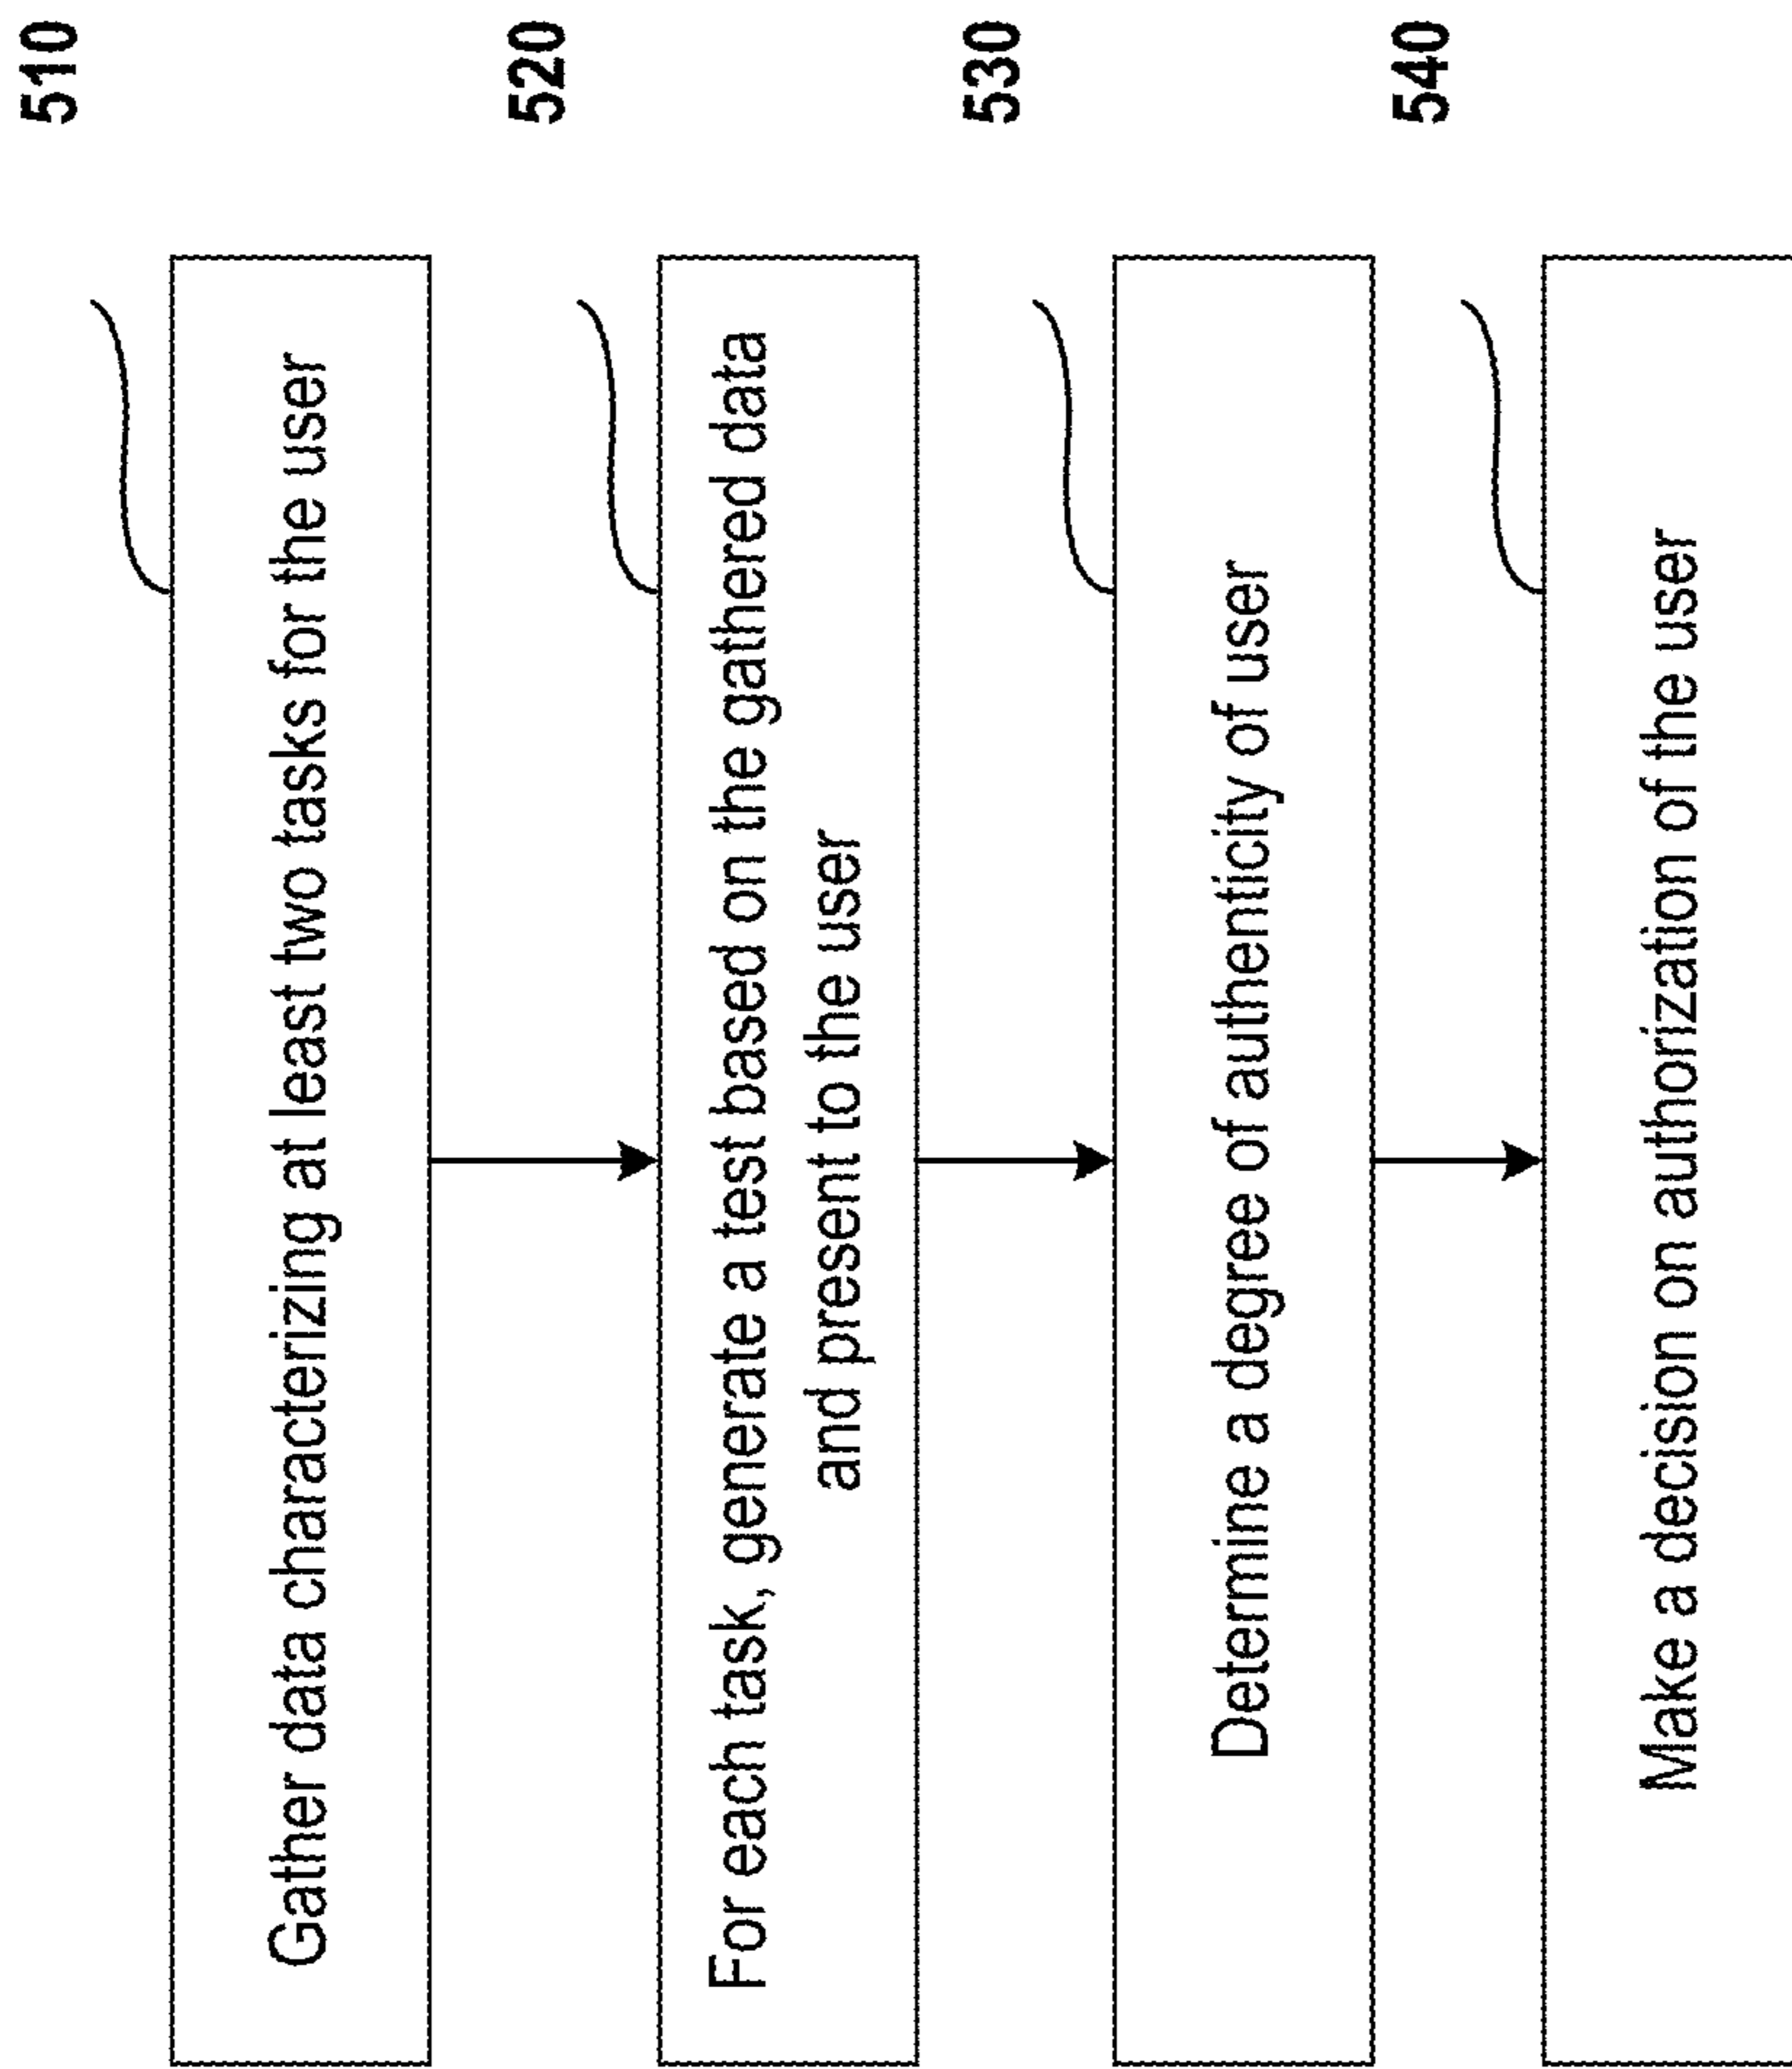 510
Gather data characterizing at least two tasks for the user
520
For each task, generate a test based on the gathered data
and present to the user
530
Determine a degree of authenticity of user
540
Make a decision on authorization of the user